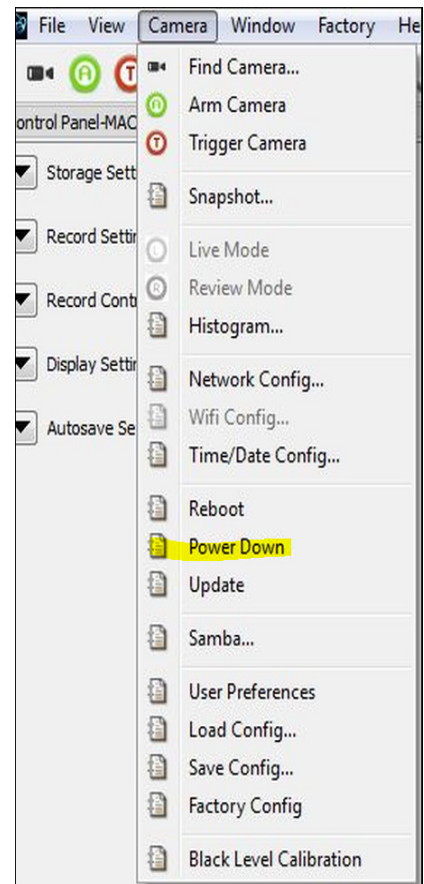 File View Camera Window Factory He
A T
ontrol Panel-MAC
Storage Sett
Record Settin
Record Contr
Display Settin
Autosave Se
Find Camera...
A Arm Camera
T Trigger Camera
Snapshot...
L Live Mode
R Review Mode
Histogram...
Network Config...
Wifi Config...
Time/Date Config...
Reboot
Power Down
Update
Samba...
User Preferences
Load Config...
Save Config...
Factory Config
Black Level Calibration